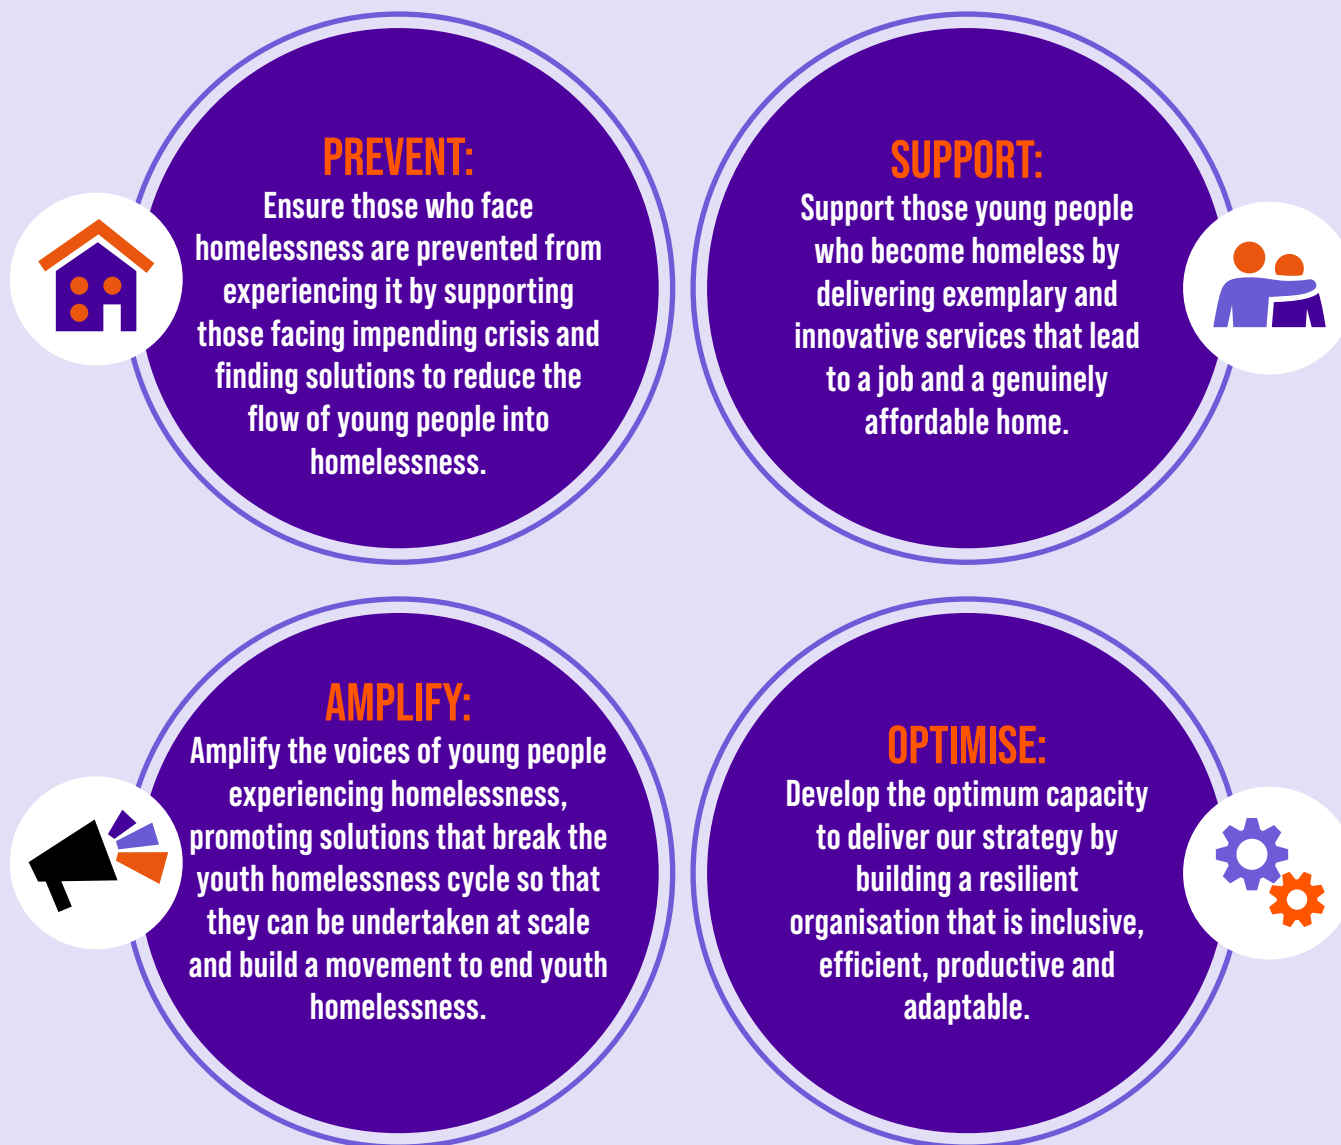 PREVENT:
Ensure those who face
homelessness are prevented from
experiencing it by supporting
those facing impending crisis and
finding solutions to reduce the
flow of young people into
homelessness.
SUPPORT:
Support those young people
who become homeless by
delivering exemplary and
innovative services that lead
to a job and a genuinely
affordable home.
AMPLIFY:
Amplify the voices of young people
experiencing homelessness,
promoting solutions that break the
youth homelessness cycle so that
they can be undertaken at scale
and build a movement to end youth
homelessness.
OPTIMISE:
Develop the optimum capacity
to deliver our strategy by
building a resilient
organisation that is inclusive,
efficient, productive and
adaptable.